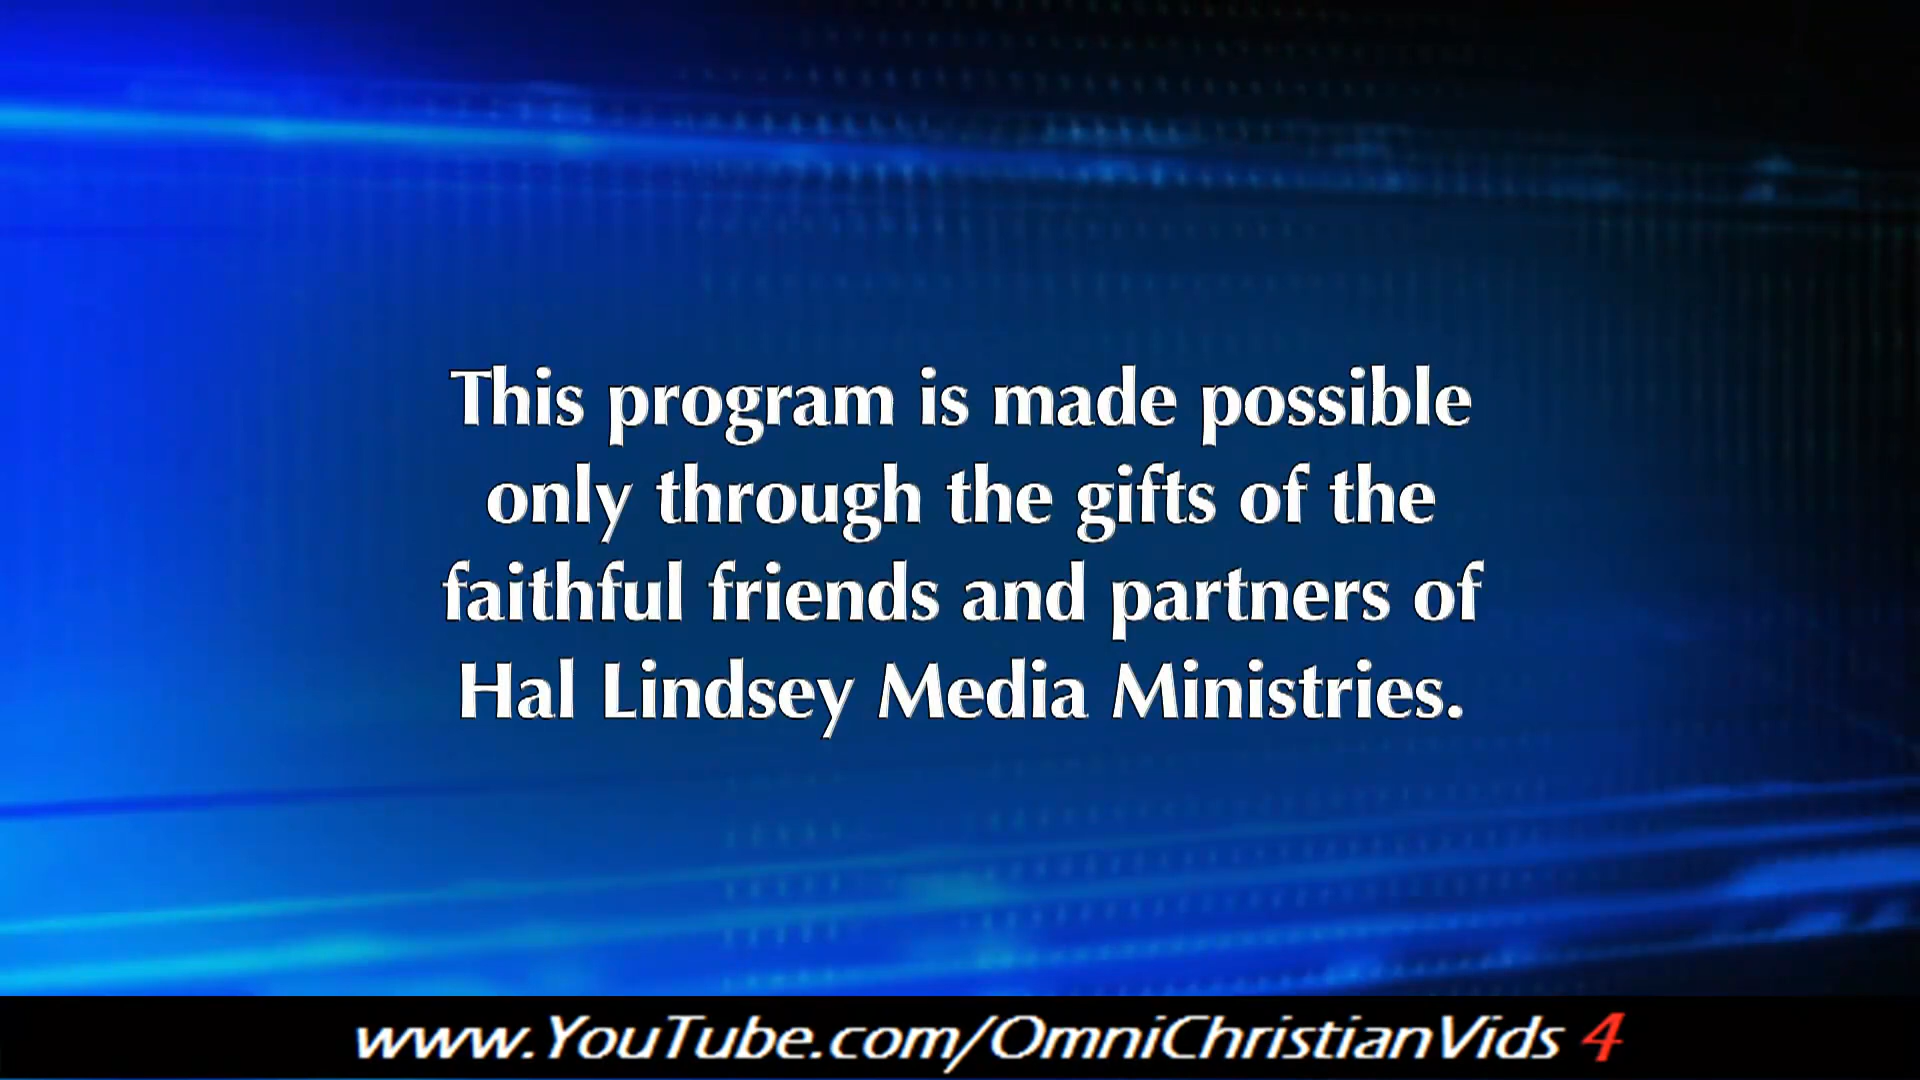 This program is made possible
only through the gifts of the
faithful friends and partners of
Hal Lindsey Media Ministries.
www.YouTube.com/OmniChristianVids 4